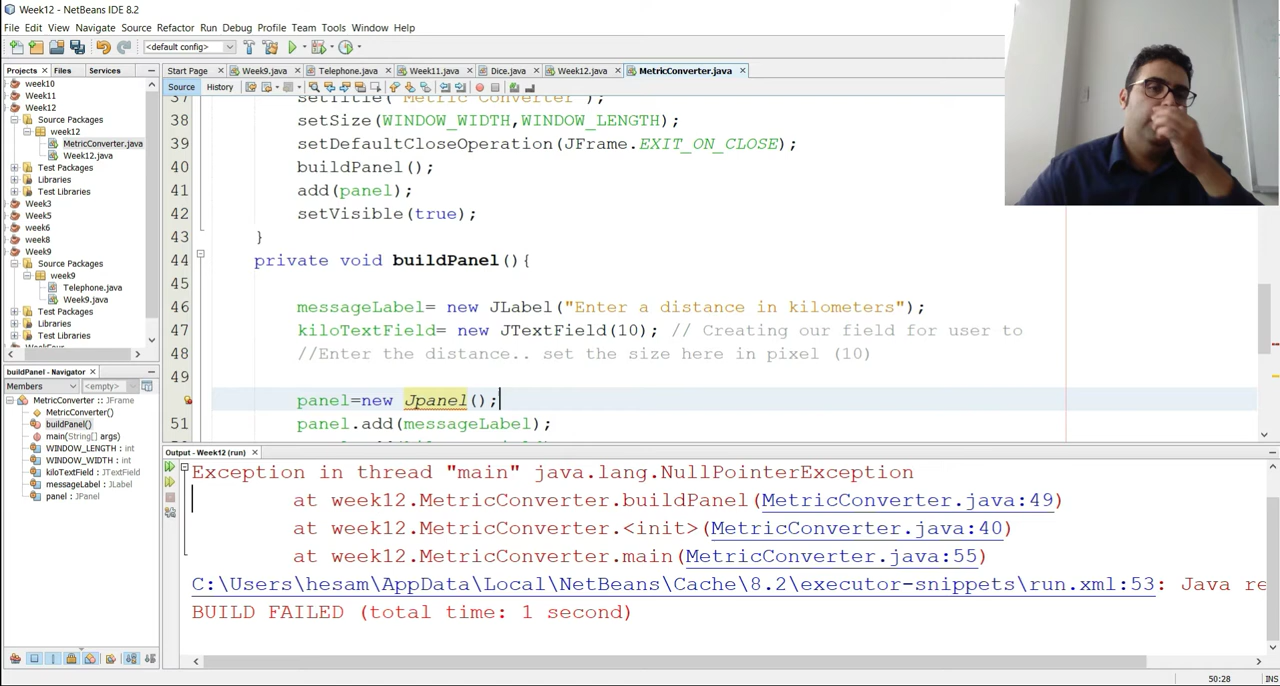 Week12 - NetBeans IDE 8.2
File Edit View Navigate Source Refactor Run Debug Profile Team Tools Window Help
<default config>
Projects Files Services
Start Page Week9.java Telephone.java Week11.java Dice.java Week12.java MetricConverter.java
Source History
week10
Week11
Week12
Source Packages
week12
MetricConverter.java
Week12.java
Test Packages
Libraries
Test Libraries
Week3
Week5
week6
week8
Week9
Source Packages
week9
Telephone.java
Week9.java
Test Packages
Libraries
Test Libraries
37 setTitle("Metric Converter");
38 setSize(WINDOW_WIDTH,WINDOW_LENGTH);
39 setDefaultCloseOperation(JFrame.EXIT_ON_CLOSE);
40 buildPanel();
41 add(panel);
42 setVisible(true);
43 }
44 private void buildPanel(){
45
46 messageLabel= new JLabel("Enter a distance in kilometers");
47 kiloTextField= new JTextField(10); // Creating our field for user to
48 //Enter the distance.. set the size here in pixel (10)
49
panel=new Jpanel();
51 panel.add(messageLabel);
buildPanel - Navigator
Members <empty>
MetricConverter :: JFrame
MetricConverter()
buildPanel()
main(String[] args)
WINDOW_LENGTH : int
WINDOW_WIDTH : int
kiloTextField : JTextField
messageLabel : JLabel
panel : JPanel
Output - Week12 (run)
Exception in thread "main" java.lang.NullPointerException
at week12.MetricConverter.buildPanel(MetricConverter.java:49)
at week12.MetricConverter.<init>(MetricConverter.java:40)
at week12.MetricConverter.main(MetricConverter.java:55)
C:\Users\hesam\AppData\Local\NetBeans\Cache\8.2\executor-snippets\run.xml:53: Java re
BUILD FAILED (total time: 1 second)
50:28 INS